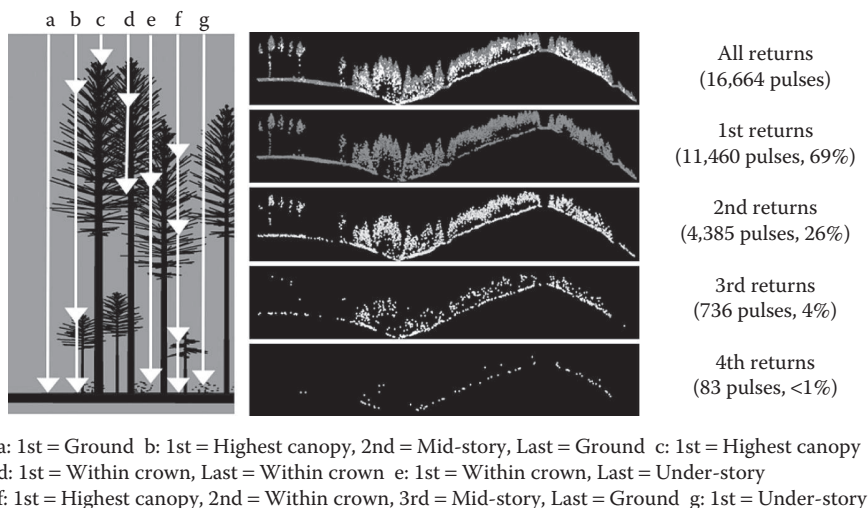 a b c d e f g
All returns
(16,664 pulses)
1st returns
(11,460 pulses, 69%)
2nd returns
(4,385 pulses, 26%)
3rd returns
(736 pulses, 4%)
4th returns
(83 pulses, <1%)
a: 1st = Ground b: 1st = Highest canopy, 2nd = Mid-story, Last = Ground c: 1st = Highest canopy
d: 1st = Within crown, Last = Within crown e: 1st = Within crown, Last = Under-story
f: 1st = Highest canopy, 2nd = Within crown, 3rd = Mid-story, Last = Ground g: 1st = Under-story